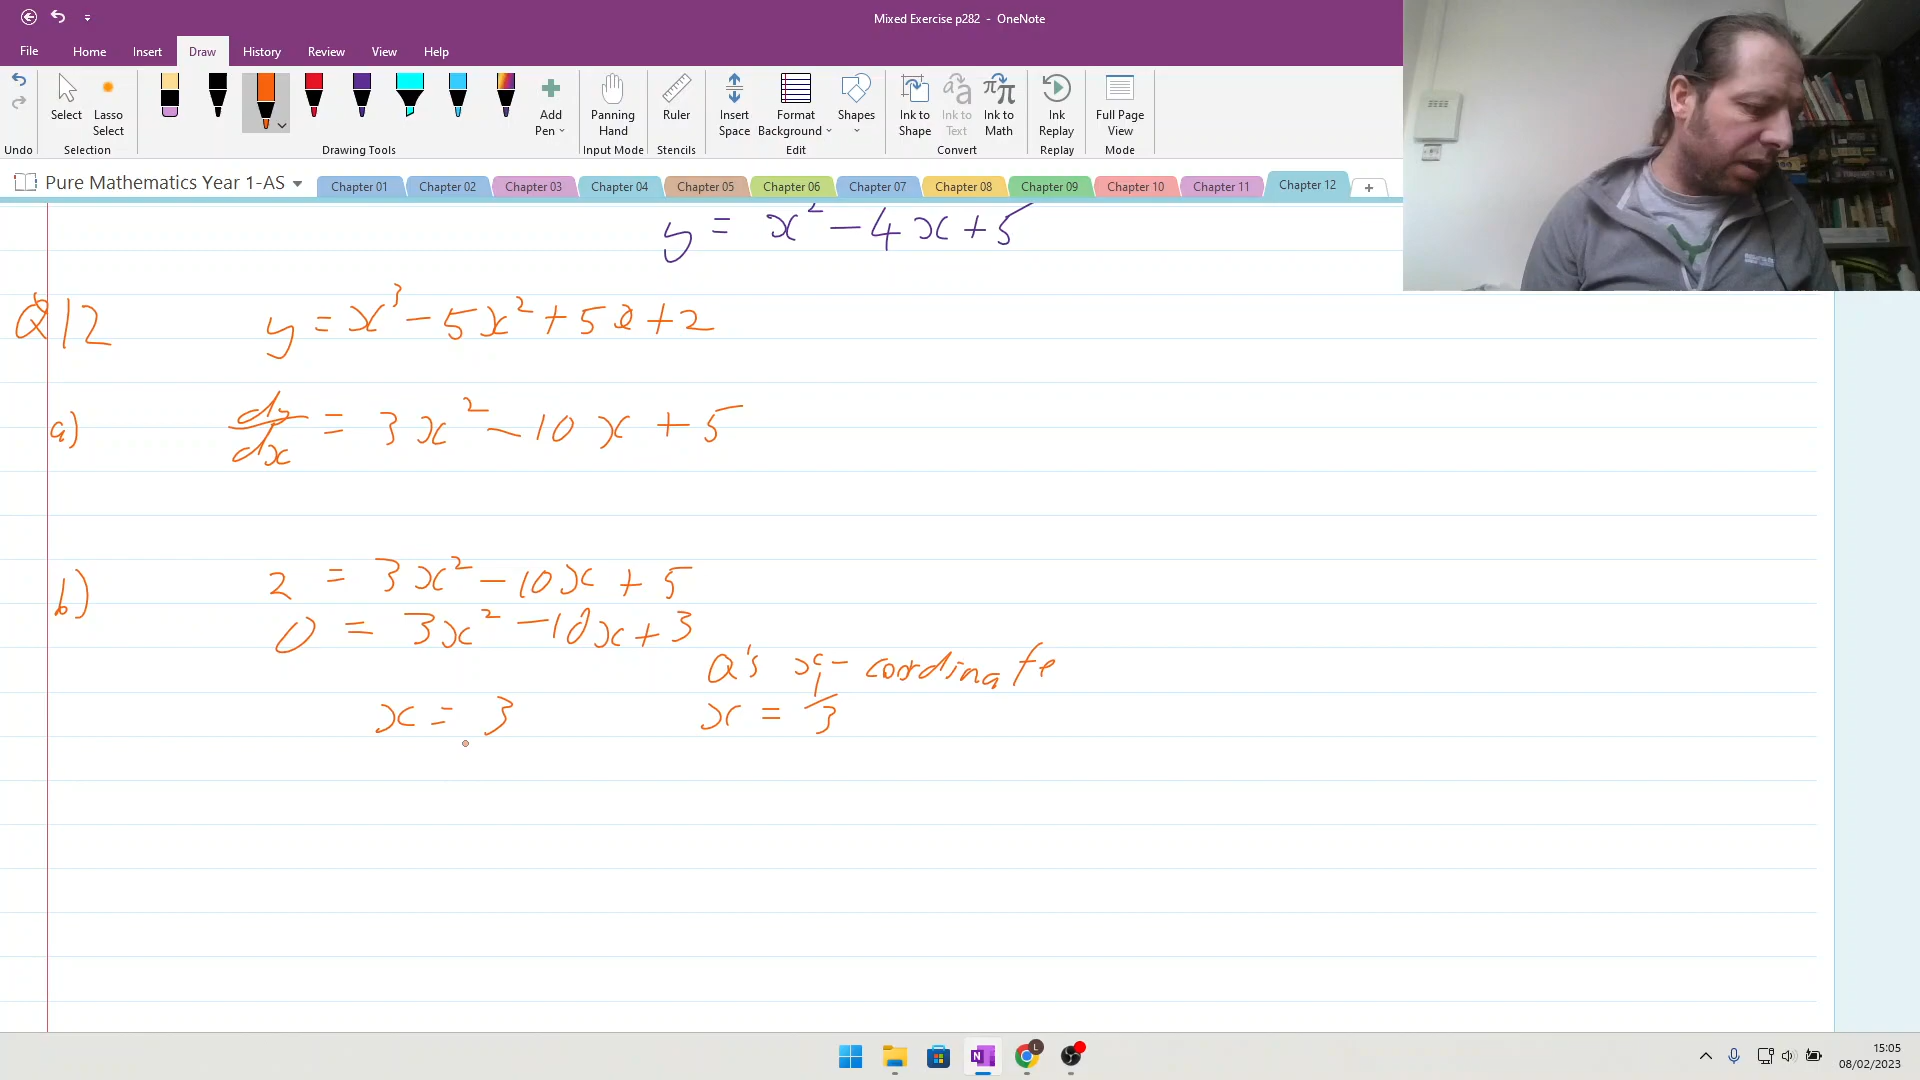 Mixed Exercise p282 - OneNote
File Home Insert Draw History Review View Help
Undo
Select
Lasso Select
Selection
Drawing Tools
Add Pen
Panning Hand
Input Mode
Ruler
Stencils
Insert Space
Format Background
Shapes
Edit
Ink to Shape
Ink to Text
Ink to Math
Convert
Ink Replay
Replay
Full Page View
Mode
Pure Mathematics Year 1-AS
Chapter 01 Chapter 02 Chapter 03 Chapter 04 Chapter 05 Chapter 06 Chapter 07 Chapter 08 Chapter 09 Chapter 10 Chapter 11 Chapter 12 +
y = x² - 4x + 5
Q12 y = x³ - 5x² + 5x + 2
a) dy/dx = 3x² - 10x + 5
b) 2 = 3x² - 10x + 5
0 = 3x² - 10x + 3
Q's x-coordinate
x = 3 x = 1/3
15:05
08/02/2023